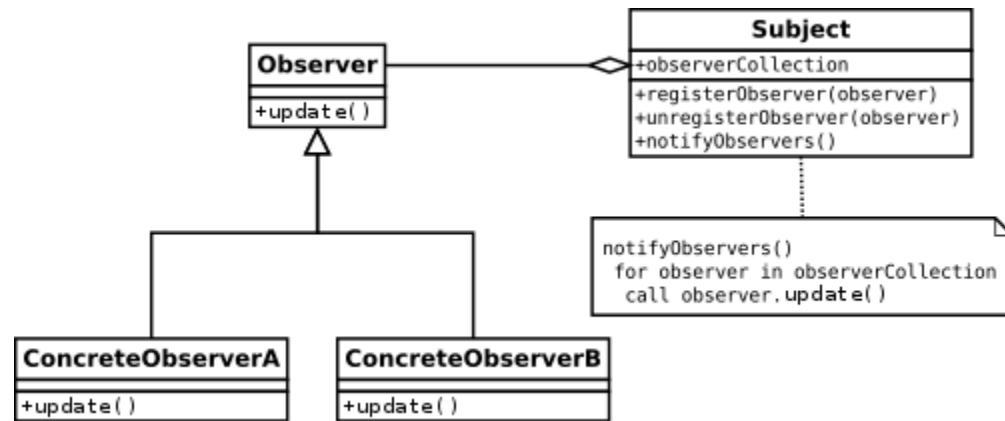 Subject
+observerCollection
+registerObserver(observer)
+unregisterObserver(observer)
+notifyObservers()
Observer
+update()
notifyObservers()
for observer in observerCollection
call observer.update()
ConcreteObserverA
+update()
ConcreteObserverB
+update()